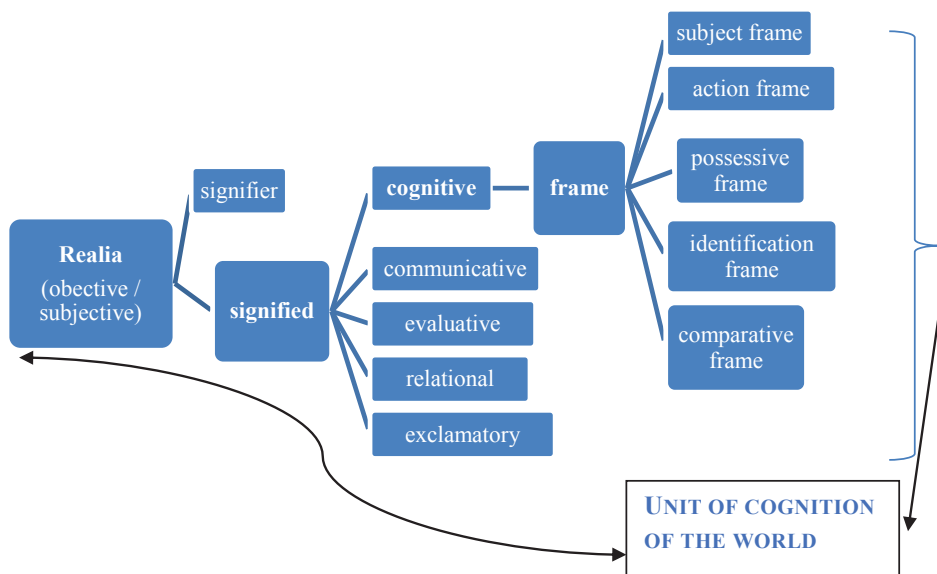 subject frame
action frame
possessive
frame
identification
frame
comparative
frame
cognitive
frame
signifier
Realia
(obective /
subjective)
signified
communicative
evaluative
relational
exclamatory
UNIT OF COGNITION
OF THE WORLD